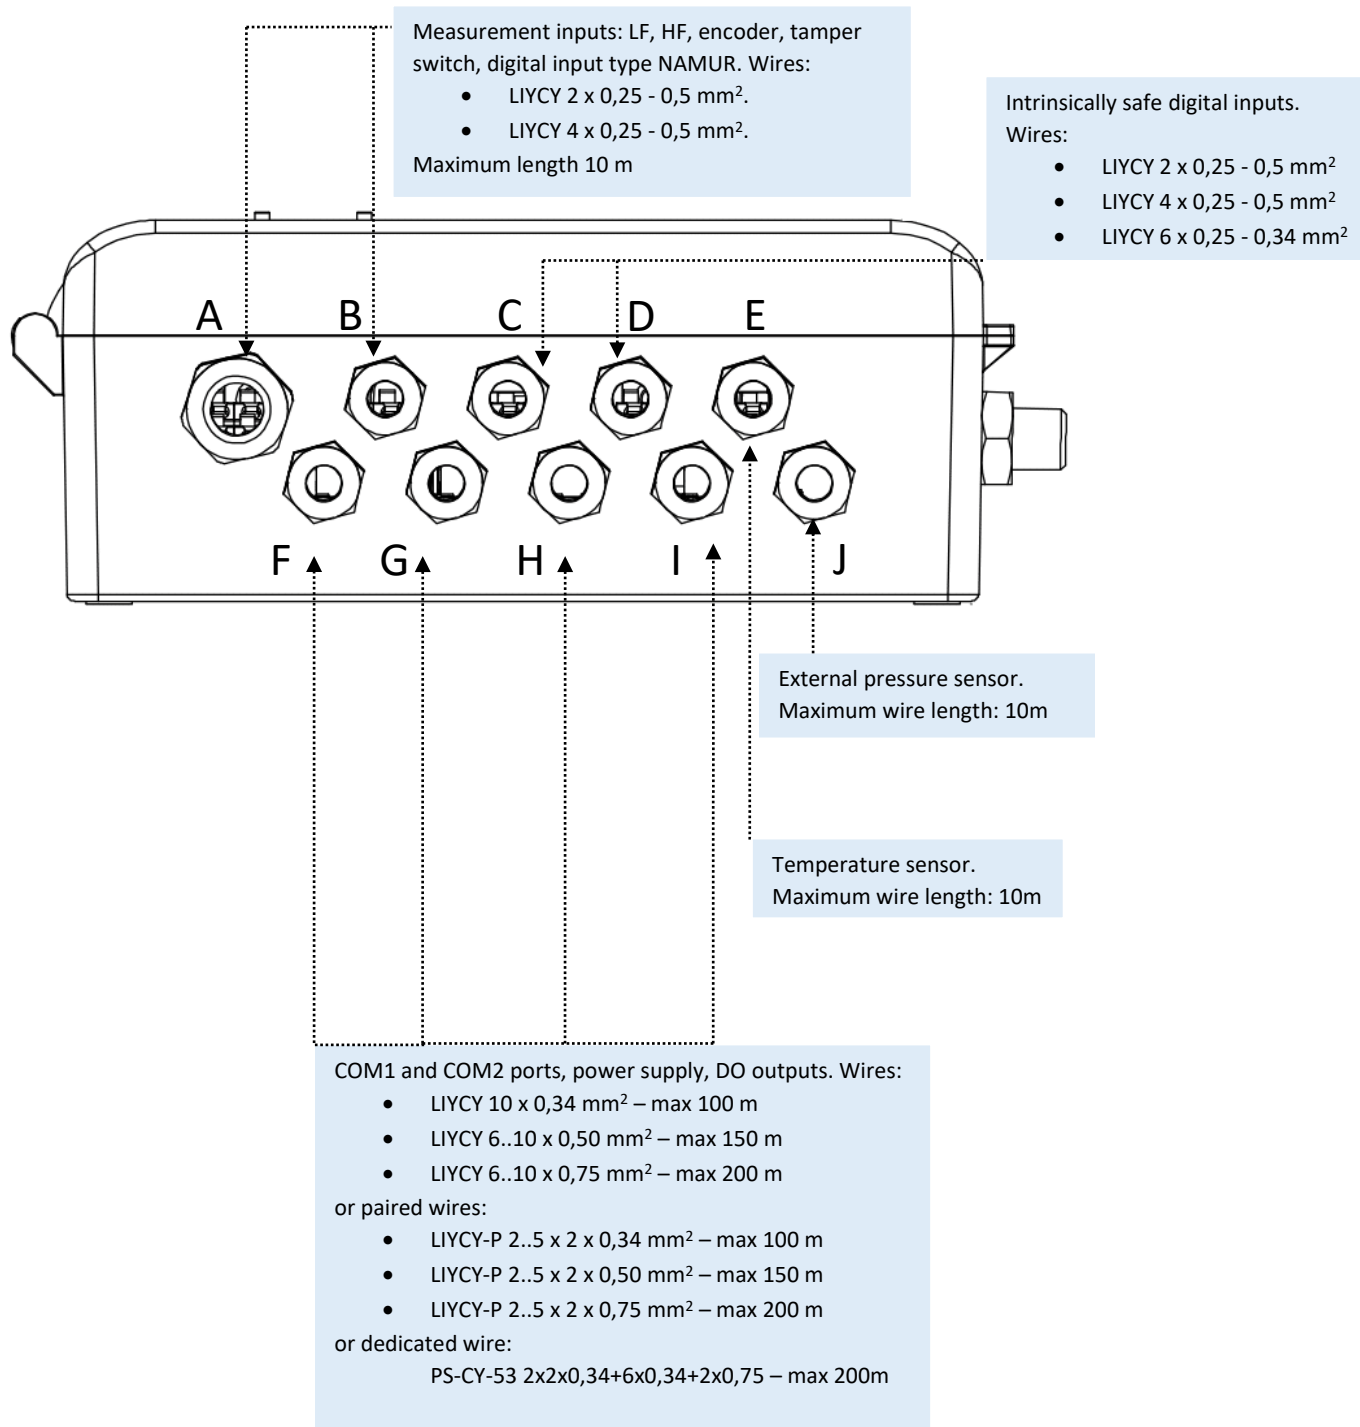 Measurement inputs: LF, HF, encoder, tamper
switch, digital input type NAMUR. Wires:
• LIYCY 2 x 0,25 - 0,5 mm².
• LIYCY 4 x 0,25 - 0,5 mm².
Maximum length 10 m
Intrinsically safe digital inputs.
Wires:
• LIYCY 2 x 0,25 - 0,5 mm²
• LIYCY 4 x 0,25 - 0,5 mm²
• LIYCY 6 x 0,25 - 0,34 mm²
A B C D E
F G H I J
External pressure sensor.
Maximum wire length: 10m
Temperature sensor.
Maximum wire length: 10m
COM1 and COM2 ports, power supply, DO outputs. Wires:
• LIYCY 10 x 0,34 mm² – max 100 m
• LIYCY 6..10 x 0,50 mm² – max 150 m
• LIYCY 6..10 x 0,75 mm² – max 200 m
or paired wires:
• LIYCY-P 2..5 x 2 x 0,34 mm² – max 100 m
• LIYCY-P 2..5 x 2 x 0,50 mm² – max 150 m
• LIYCY-P 2..5 x 2 x 0,75 mm² – max 200 m
or dedicated wire:
PS-CY-53 2x2x0,34+6x0,34+2x0,75 – max 200m